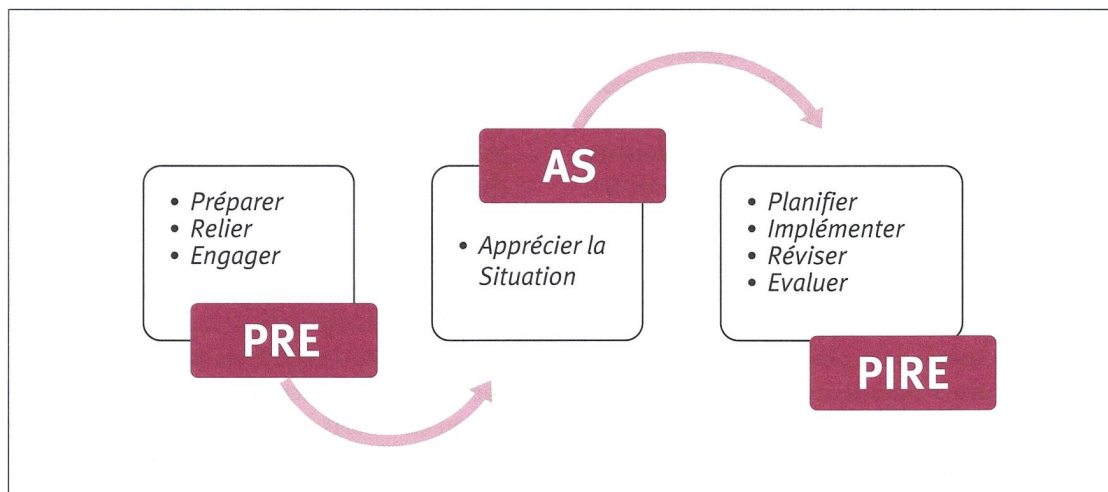 • Préparer
• Relier
• Engager
PRE
AS
• Apprécier la
Situation
• Planifier
• Implémenter
• Réviser
• Evaluer
PIRE